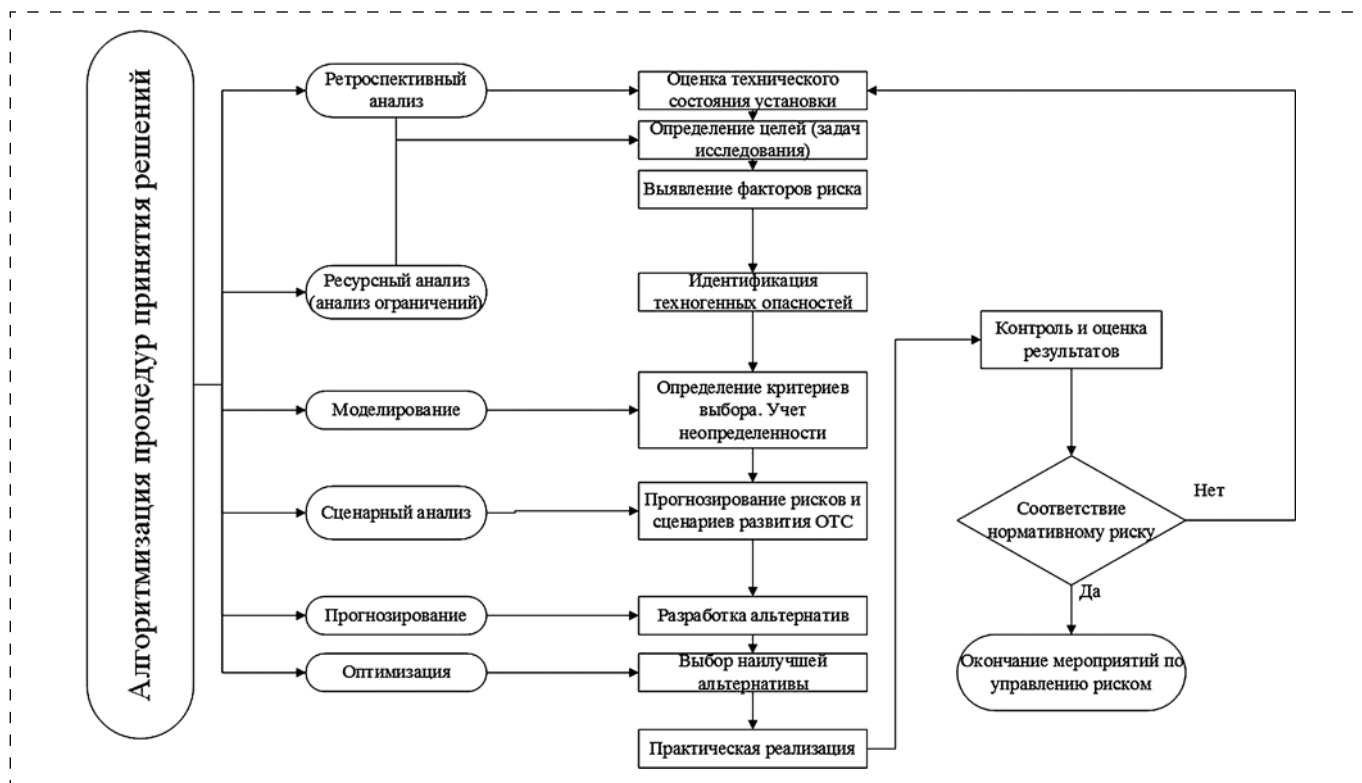 Алгоритмизация процедур принятия решений
Ретроспективный
анализ
Ресурсный анализ
(анализ ограничений)
Моделирование
Сценарный анализ
Прогнозирование
Оптимизация
Оценка технического
состояния установки
Определение целей (задач
исследования)
Выявление факторов риска
Идентификация
техногенных опасностей
Определение критериев
выбора. Учет
неопределенности
Прогнозирование рисков и
сценариев развития ОТС
Разработка альтернатив
Выбор наилучшей
альтернативы
Практическая реализация
Контроль и оценка
результатов
Соответствие
нормативному риску
Нет
Да
Окончание мероприятий по
управлению риском